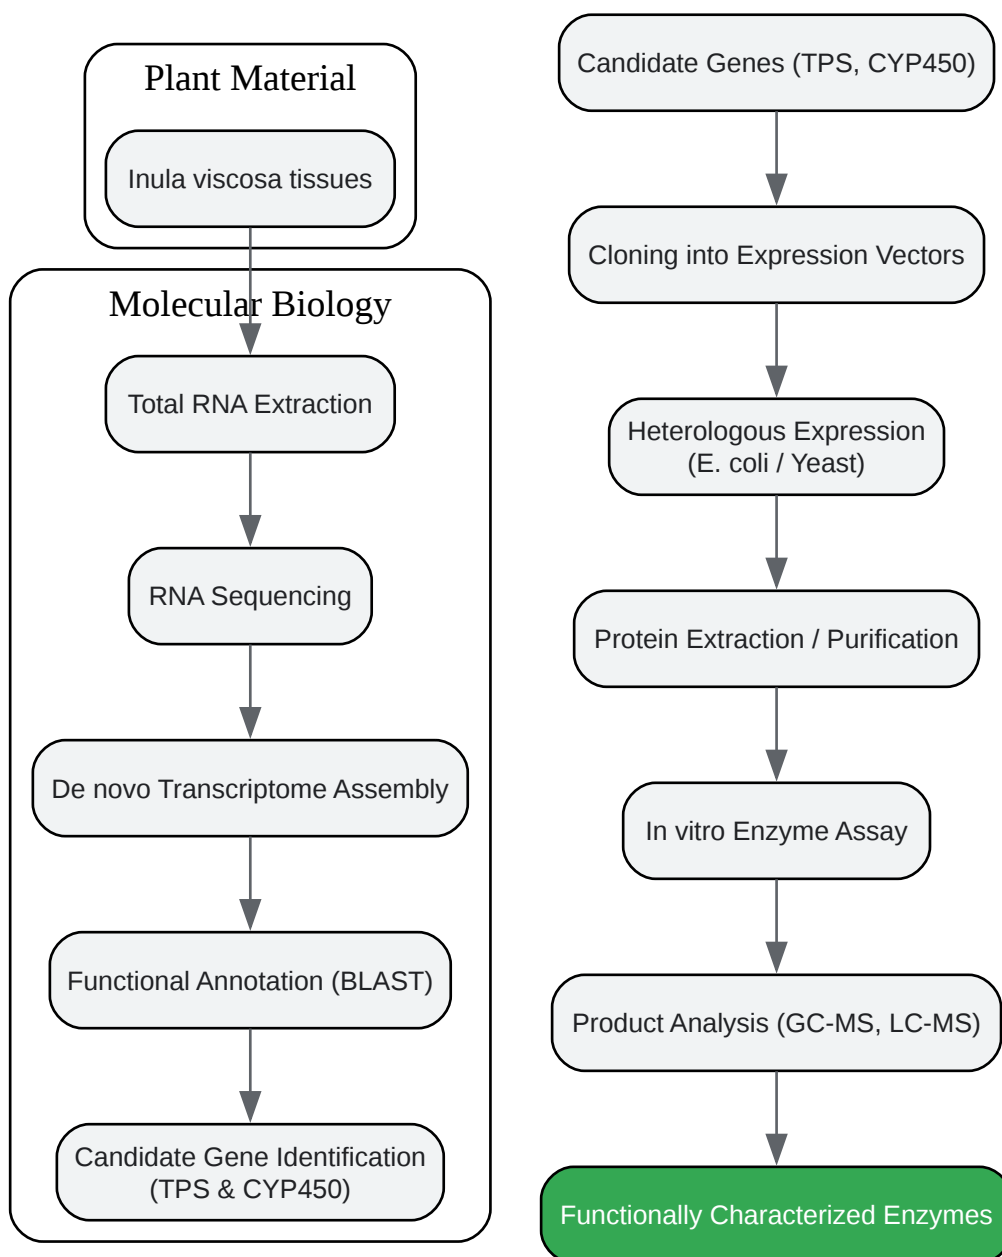 Plant Material
Inula viscosa tissues
Molecular Biology
Total RNA Extraction
RNA Sequencing
De novo Transcriptome Assembly
Functional Annotation (BLAST)
Candidate Gene Identification
(TPS & CYP450)
Candidate Genes (TPS, CYP450)
Cloning into Expression Vectors
Heterologous Expression
(E. coli / Yeast)
Protein Extraction / Purification
In vitro Enzyme Assay
Product Analysis (GC-MS, LC-MS)
Functionally Characterized Enzymes